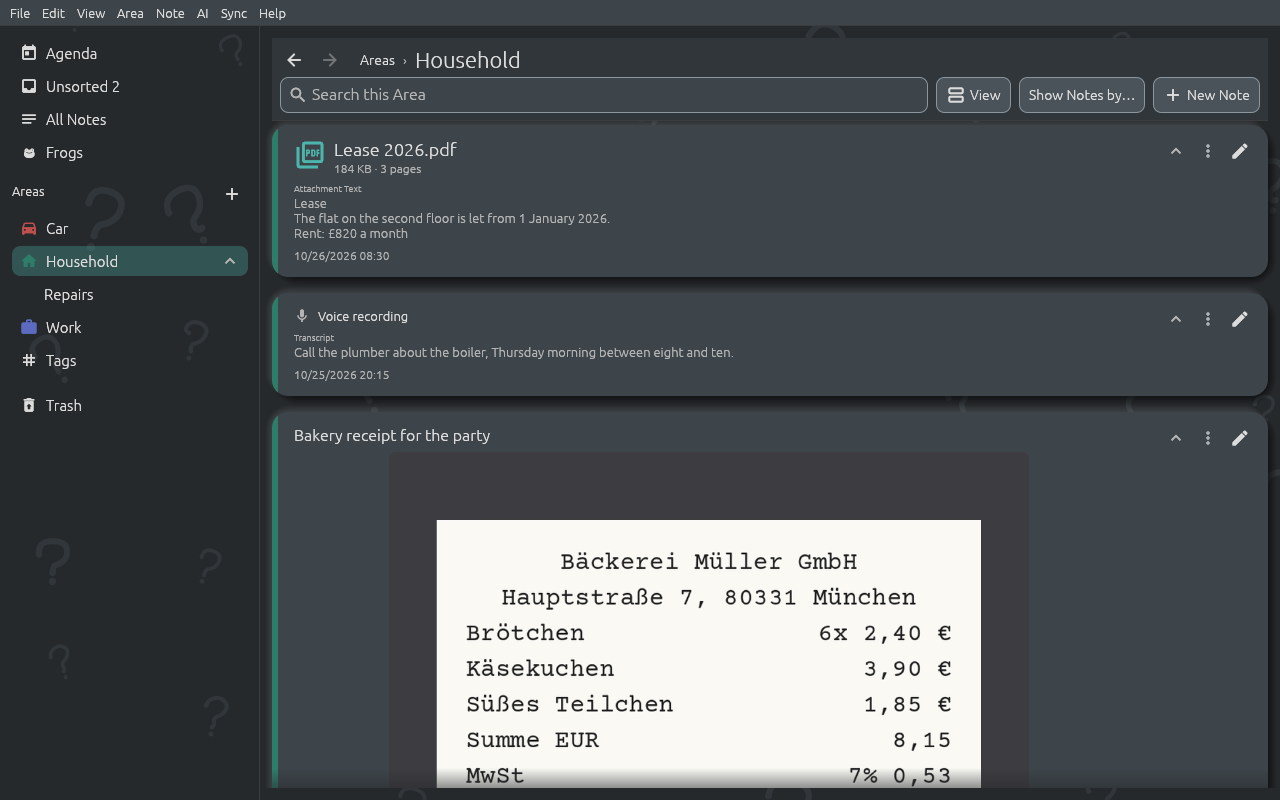 File Edit View Area Note AI Sync Help
Agenda
Unsorted 2
All Notes
Frogs
Areas
Car
Household
Repairs
Work
Tags
Trash
Areas › Household
Search this Area
View
Show Notes by...
New Note
PDF
Lease 2026.pdf
184 KB · 3 pages
Attachment Text
Lease
The flat on the second floor is let from 1 January 2026.
Rent: £820 a month
10/26/2026 08:30
Voice recording
Transcript
Call the plumber about the boiler, Thursday morning between eight and ten.
10/25/2026 20:15
Bakery receipt for the party
Bäckerei Müller GmbH
Hauptstraße 7, 80331 München
Brötchen 6x 2,40 €
Käsekuchen 3,90 €
Süßes Teilchen 1,85 €
Summe EUR 8,15
MwSt 7% 0,53